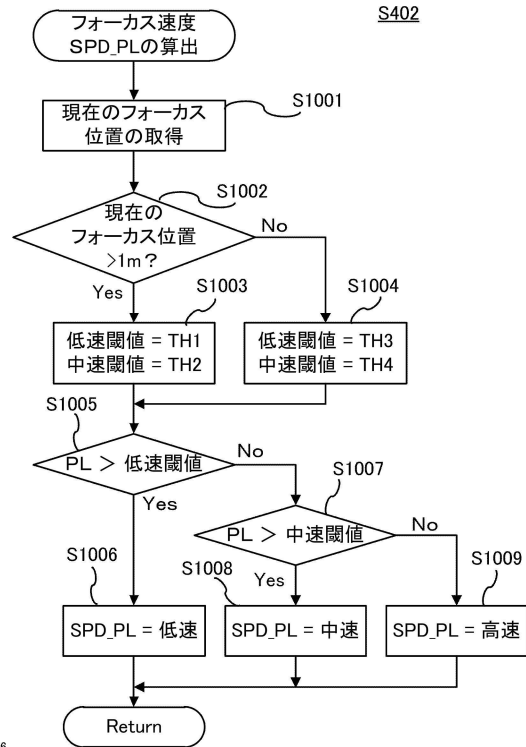 S402
フォーカス速度
SPD_PLの算出
S1001
現在のフォーカス
位置の取得
S1002
現在の
フォーカス位置
>1m?
No
Yes
S1003
低速閾値 = TH1
中速閾値 = TH2
S1004
低速閾値 = TH3
中速閾値 = TH4
S1005
PL > 低速閾値
No
Yes
S1007
PL > 中速閾値
No
Yes
S1006
SPD_PL = 低速
S1008
SPD_PL = 中速
S1009
SPD_PL = 高速
Return
6